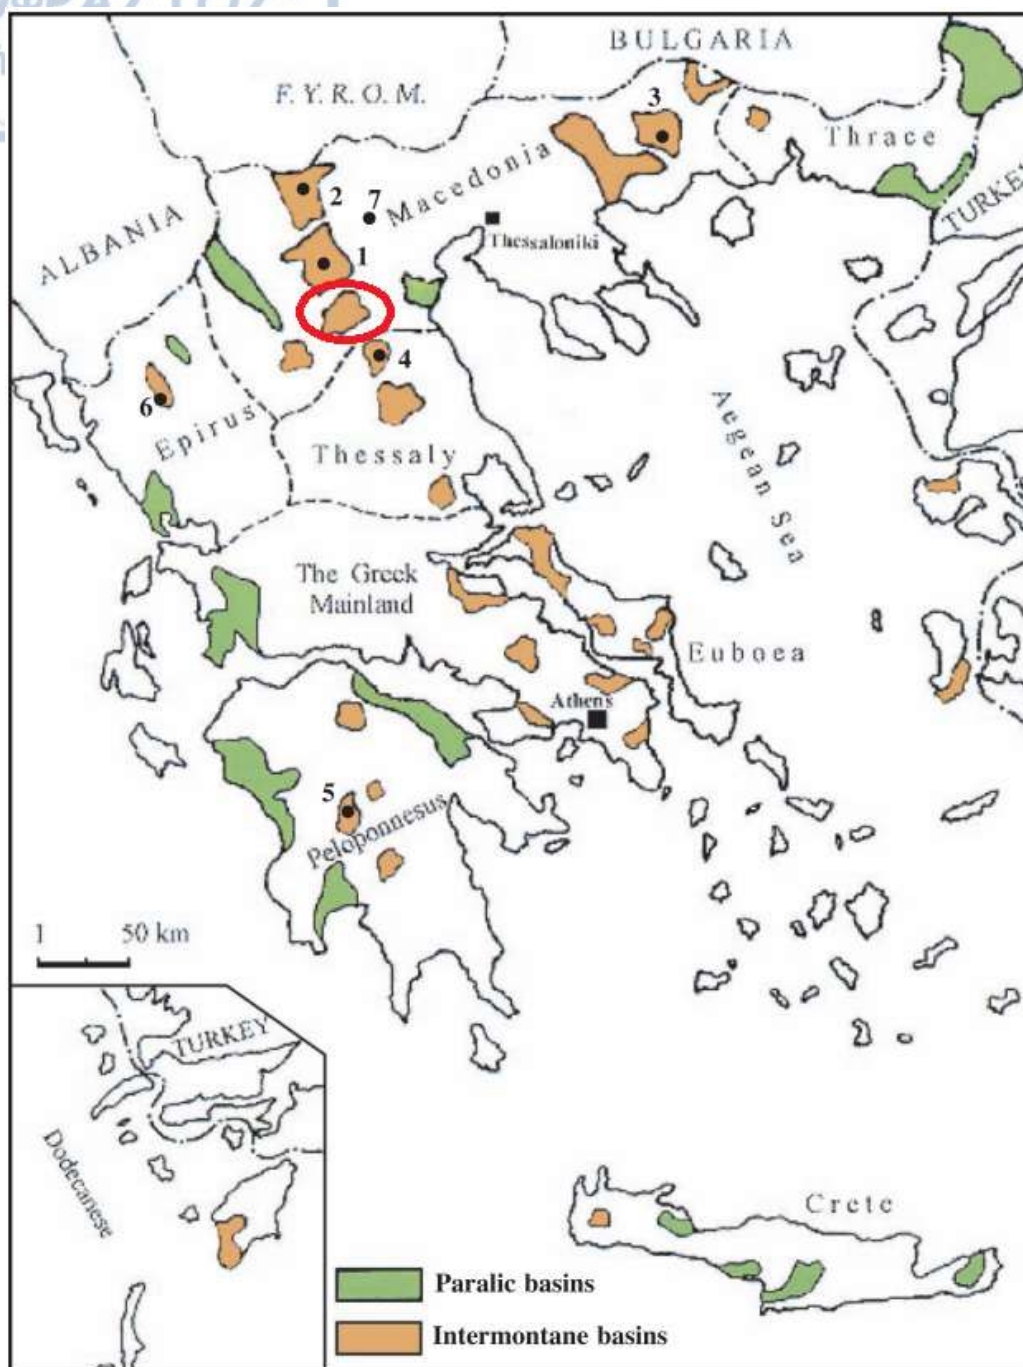 BULGARIA
F.Y.R.O.M.
3
Thrace
Macedonia
TURKEY
2
7
ALBANIA
Thessaloniki
1
4
6
Epirus
Thessaly
Aegean Sea
The Greek
Mainland
Euboea
Athens
5
Peloponnesus
1 50 km
TURKEY
Dodecanese
Crete
Paralic basins
Intermontane basins